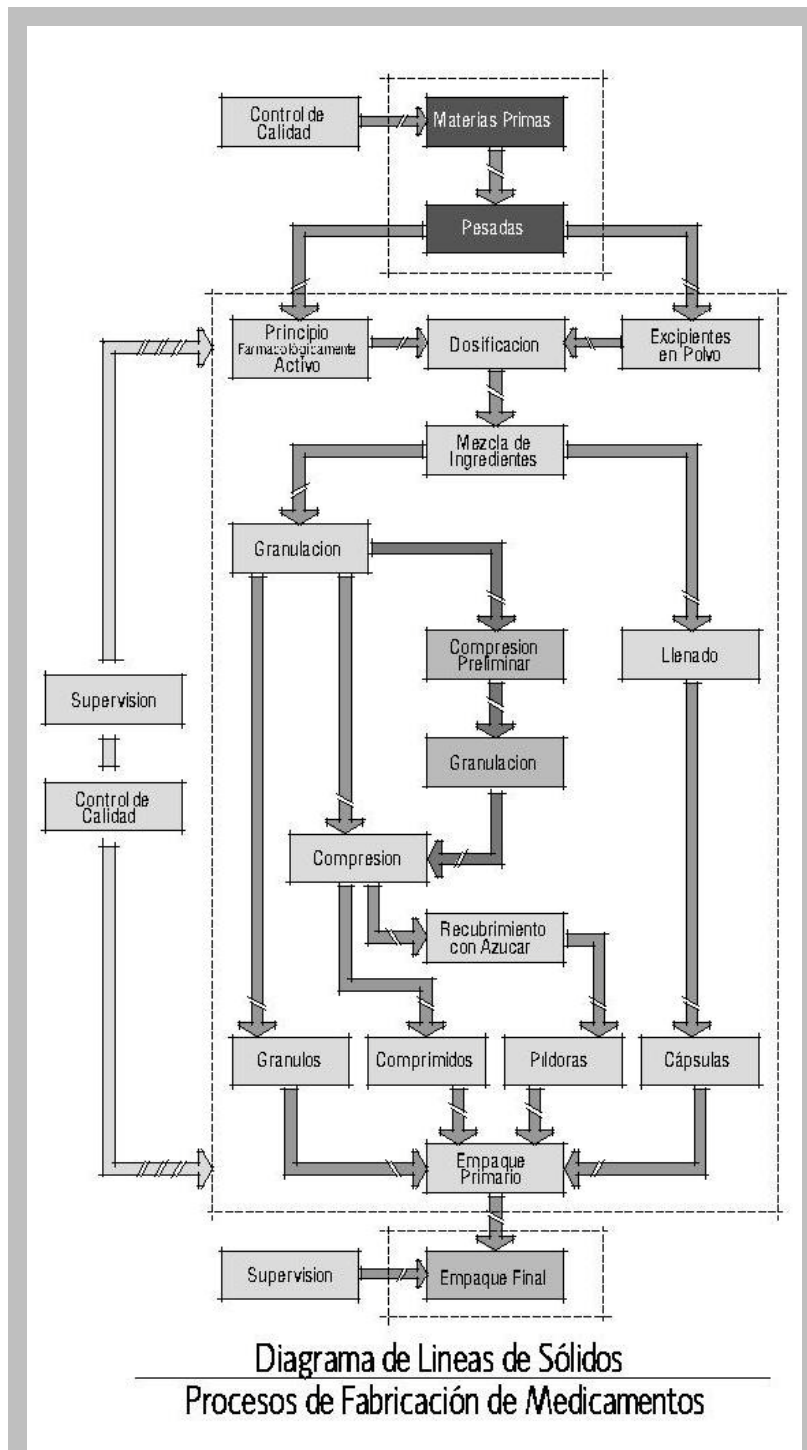 Control de
Calidad
Materias Primas
Pesadas
Principio
Farmacológicamente
Activo
Dosificacion
Excipientes
en Polvo
Mezcla de
Ingredientes
Granulacion
Compresion
Preliminar
Llenado
Supervision
Granulacion
Control de
Calidad
Compresion
Recubrimiento
con Azucar
Granulos
Comprimidos
Píldoras
Cápsulas
Empaque
Primario
Supervision
Empaque Final
Diagrama de Lineas de Sólidos
Procesos de Fabricación de Medicamentos